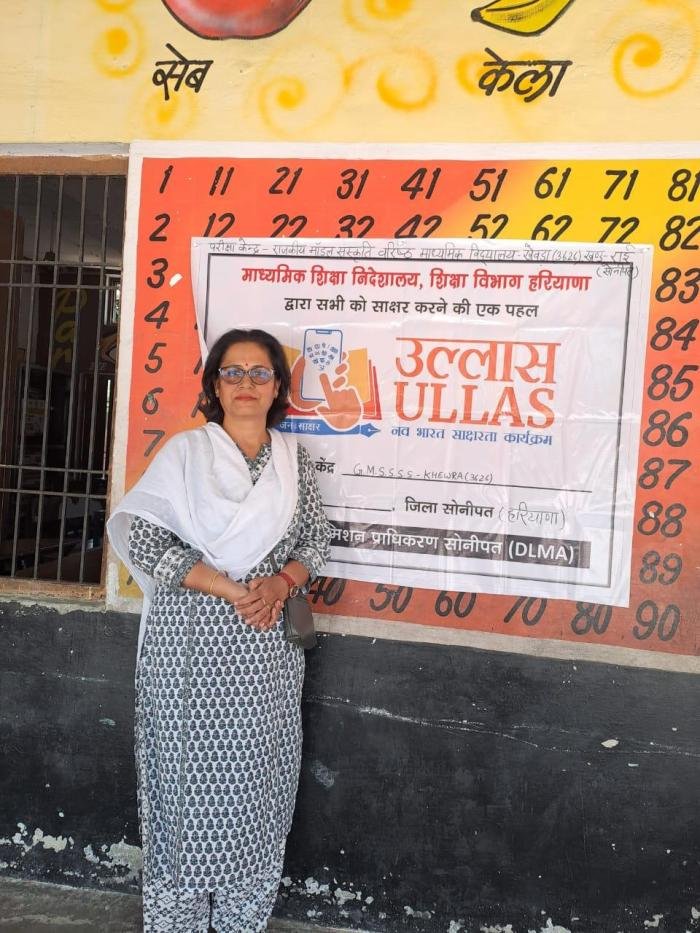 सेब केला
1 11 21 31 41 51 61 71 81
2 12 22 32 42 52 62 72 82
परीक्षा केन्द्र - राजकीय मॉडल संस्कृति वरिष्ठ माध्यमिक विद्यालय - खेवड़ा (3626) खण्ड - राई
(सोनीपत)
माध्यमिक शिक्षा निदेशालय, शिक्षा विभाग हरियाणा
द्वारा सभी को साक्षर करने की एक पहल
3 83
4 84
उल्लास
ULLAS
5 85
6 86
जन साक्षर
नव भारत साक्षरता कार्यक्रम
7 87
केंद्र G.M.S.S.S.S - KHEWRA (3626)
, जिला सोनीपत (हरियाणा)
88
मिशन प्राधिकरण सोनीपत (DLMA)
89
40 50 60 70 80 90